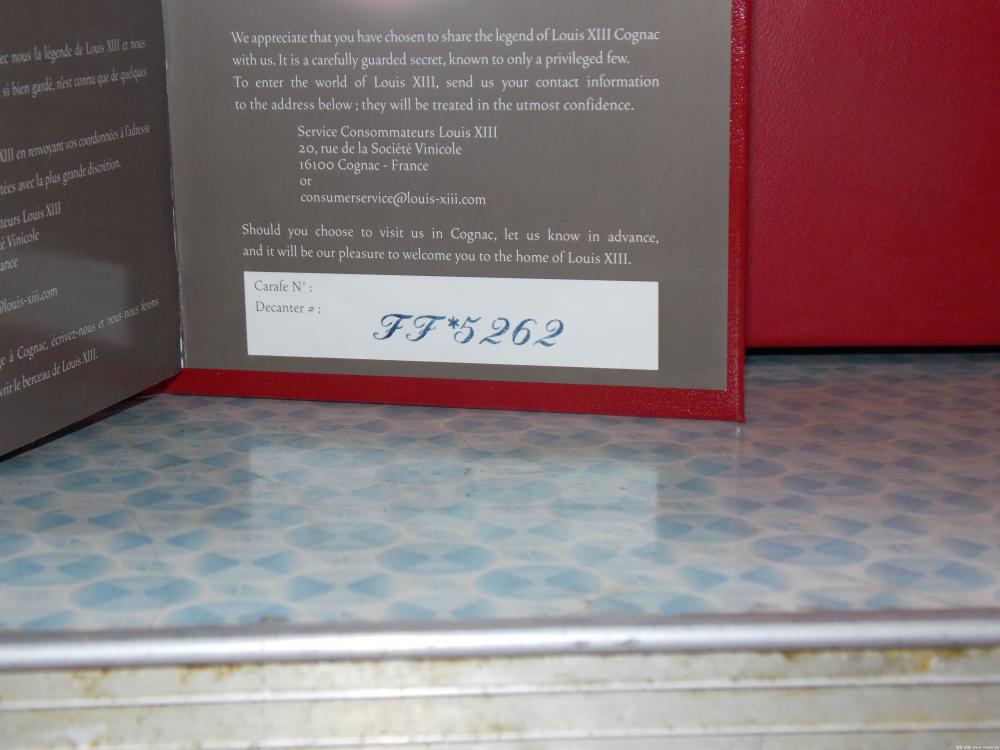 ec nous la légende de Louis XIII et nous
si bien gardé, n'est connu que de quelques
XIII en renvoyant vos coordonnées à l'adresse
tées avec la plus grande discrétion.
teurs Louis XIII
é Vinicole
ance
@louis-xiii.com
ge à Cognac, écrivez-nous et nous nous ferons
vrir le berceau de Louis XIII.
We appreciate that you have chosen to share the legend of Louis XIII Cognac
with us. It is a carefully guarded secret, known to only a privileged few.
To enter the world of Louis XIII, send us your contact information
to the address below ; they will be treated in the utmost confidence.
Service Consommateurs Louis XIII
20, rue de la Société Vinicole
16100 Cognac - France
or
consumerservice@louis-xiii.com
Should you choose to visit us in Cognac, let us know in advance,
and it will be our pleasure to welcome you to the home of Louis XIII.
Carafe N° :
Decanter # :
FF*5262